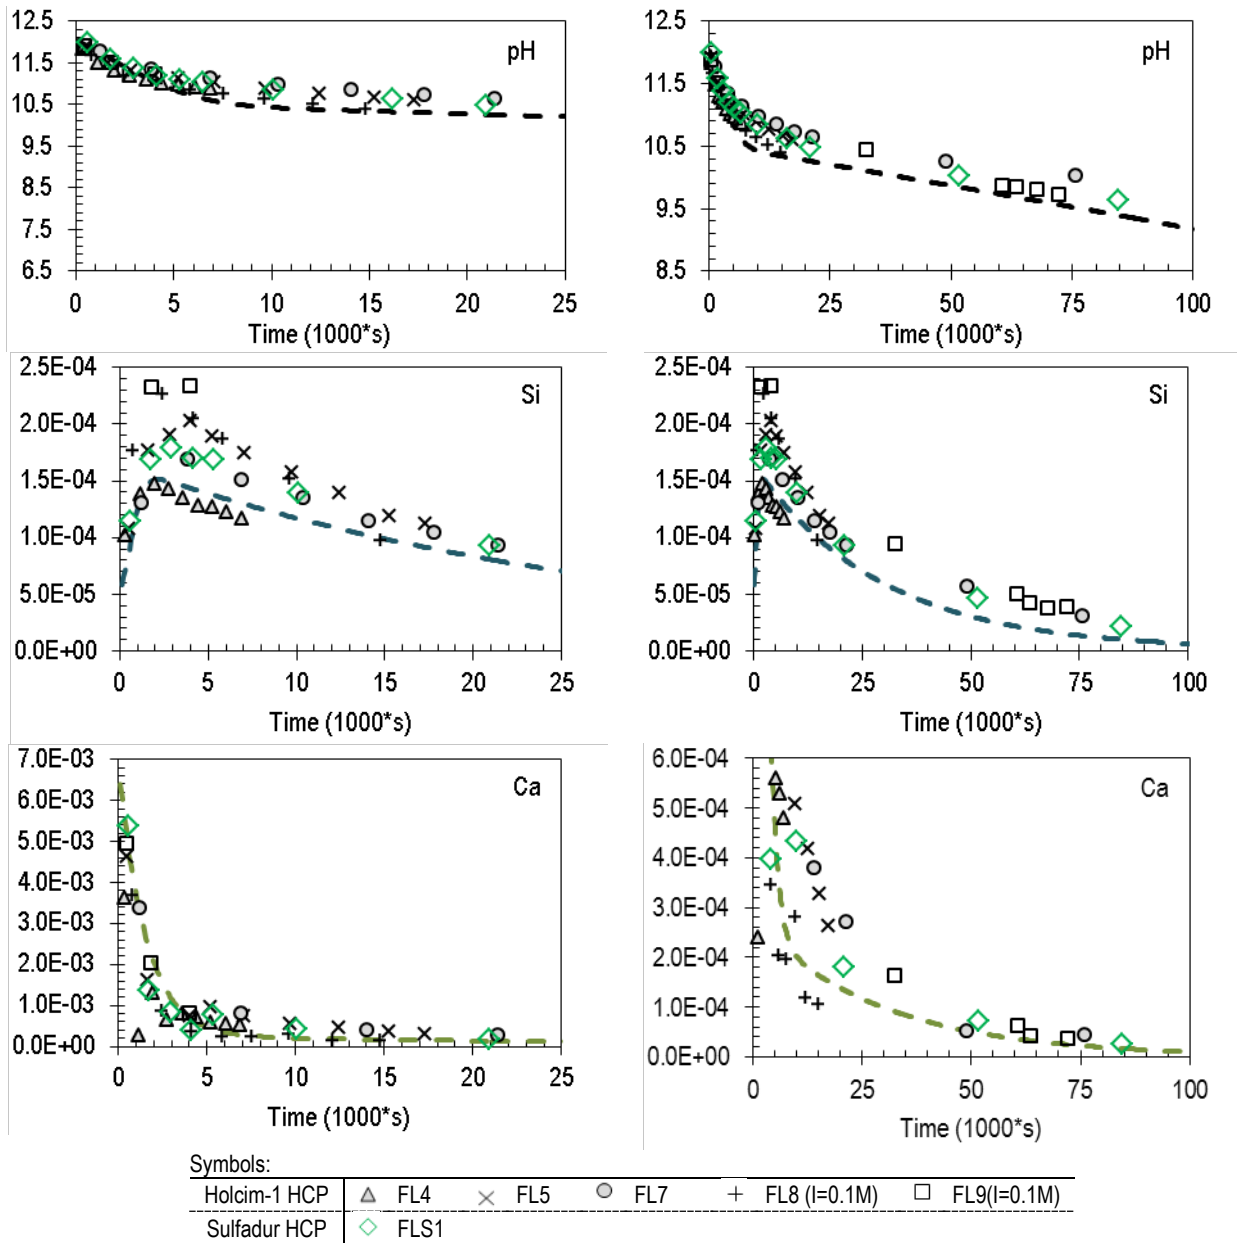 12.5
11.5
10.5
9.5
8.5
7.5
6.5
pH
0 5 10 15 20 25
Time (1000*s)
12.5
11.5
10.5
9.5
8.5
pH
0 25 50 75 100
Time (1000*s)
2.5E-04
2.0E-04
1.5E-04
1.0E-04
5.0E-05
0.0E+00
Si
0 5 10 15 20 25
Time (1000*s)
2.5E-04
2.0E-04
1.5E-04
1.0E-04
5.0E-05
0.0E+00
Si
0 25 50 75 100
Time (1000*s)
7.0E-03
6.0E-03
5.0E-03
4.0E-03
3.0E-03
2.0E-03
1.0E-03
0.0E+00
Ca
0 5 10 15 20 25
Time (1000*s)
6.0E-04
5.0E-04
4.0E-04
3.0E-04
2.0E-04
1.0E-04
0.0E+00
Ca
0 25 50 75 100
Time (1000*s)
Symbols:
Holcim-1 HCP FL4 FL5 FL7 FL8 (I=0.1M) FL9(I=0.1M)
Sulfadur HCP FLS1